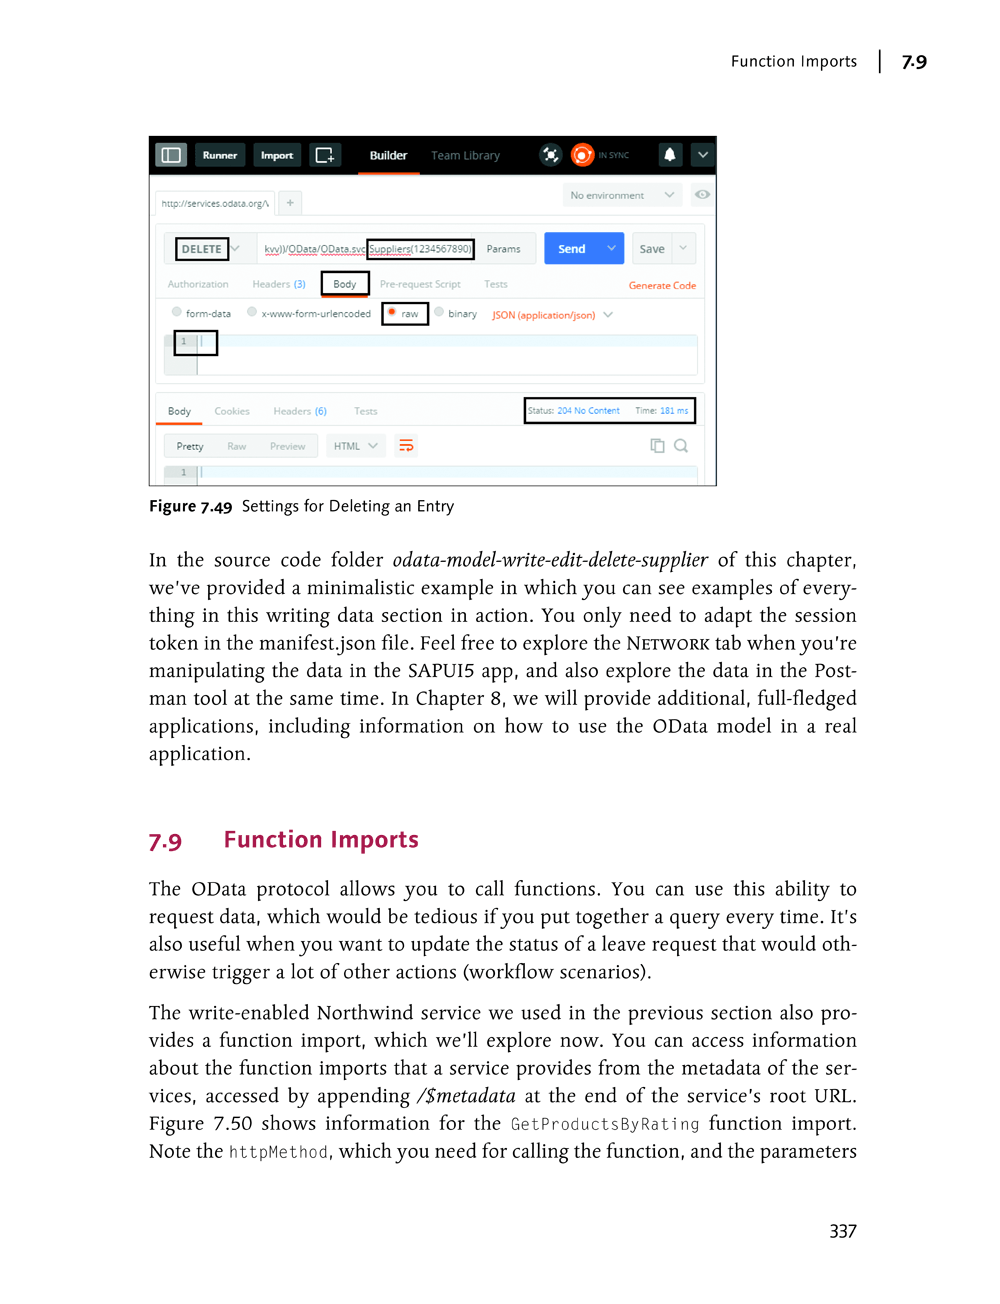 Function Imports | 7.9
Runner Import Builder Team Library IN SYNC
No environment
http://services.odata.org/\ +
DELETE kvv))/OData/OData.svc/Suppliers(1234567890) Params Send Save
Authorization Headers (3) Body Pre-request Script Tests Generate Code
form-data x-www-form-urlencoded raw binary JSON (application/json)
1
Body Cookies Headers (6) Tests Status: 204 No Content Time: 181 ms
Pretty Raw Preview HTML
1
Figure 7.49 Settings for Deleting an Entry
In the source code folder odata-model-write-edit-delete-supplier of this chapter,
we've provided a minimalistic example in which you can see examples of every-
thing in this writing data section in action. You only need to adapt the session
token in the manifest.json file. Feel free to explore the NETWORK tab when you're
manipulating the data in the SAPUI5 app, and also explore the data in the Post-
man tool at the same time. In Chapter 8, we will provide additional, full-fledged
applications, including information on how to use the OData model in a real
application.
7.9 Function Imports
The OData protocol allows you to call functions. You can use this ability to
request data, which would be tedious if you put together a query every time. It's
also useful when you want to update the status of a leave request that would oth-
erwise trigger a lot of other actions (workflow scenarios).
The write-enabled Northwind service we used in the previous section also pro-
vides a function import, which we'll explore now. You can access information
about the function imports that a service provides from the metadata of the ser-
vices, accessed by appending /$metadata at the end of the service's root URL.
Figure 7.50 shows information for the GetProductsByRating function import.
Note the httpMethod, which you need for calling the function, and the parameters
337